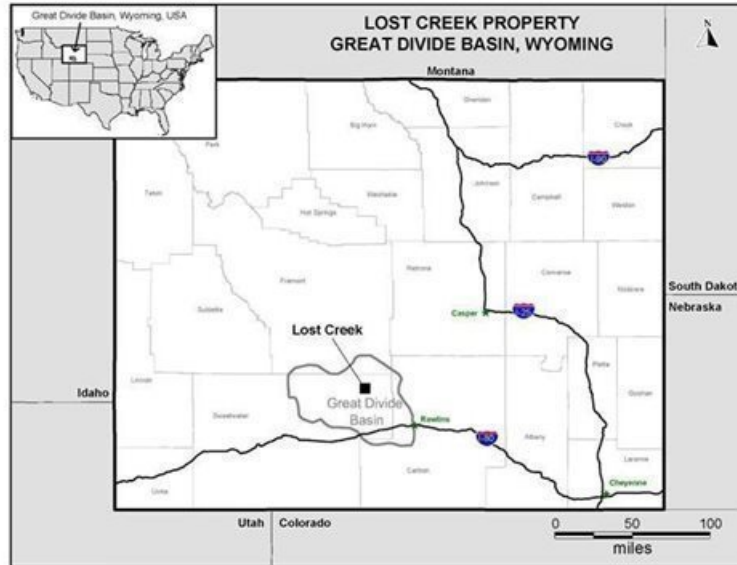 Great Divide Basin, Wyoming, USA
LOST CREEK PROPERTY
GREAT DIVIDE BASIN, WYOMING
N
Montana
Sheridan
Big Horn
Crook
Park
I-90
Johnson
Campbell
Weston
Teton
Washakie
Hot Springs
Fremont
Natrona
Converse
Niobrara
Sublette
South Dakota
Nebraska
Casper
I-25
Lost Creek
Platte
Lincoln
Goshen
Idaho
Great Divide
Basin
Sweetwater
Rawlins
I-80
Albany
Laramie
Carbon
Uinta
Cheyenne
Utah
Colorado
0 50 100
miles